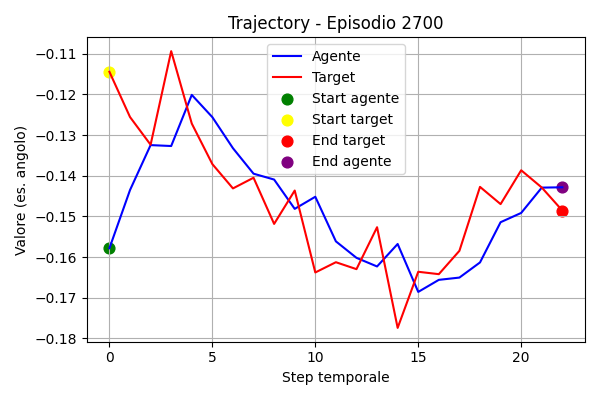 Trajectory - Episodio 2700
Agente
Target
Start agente
Start target
End target
End agente
Valore (es. angolo)
−0.11
−0.12
−0.13
−0.14
−0.15
−0.16
−0.17
−0.18
0 5 10 15 20
Step temporale